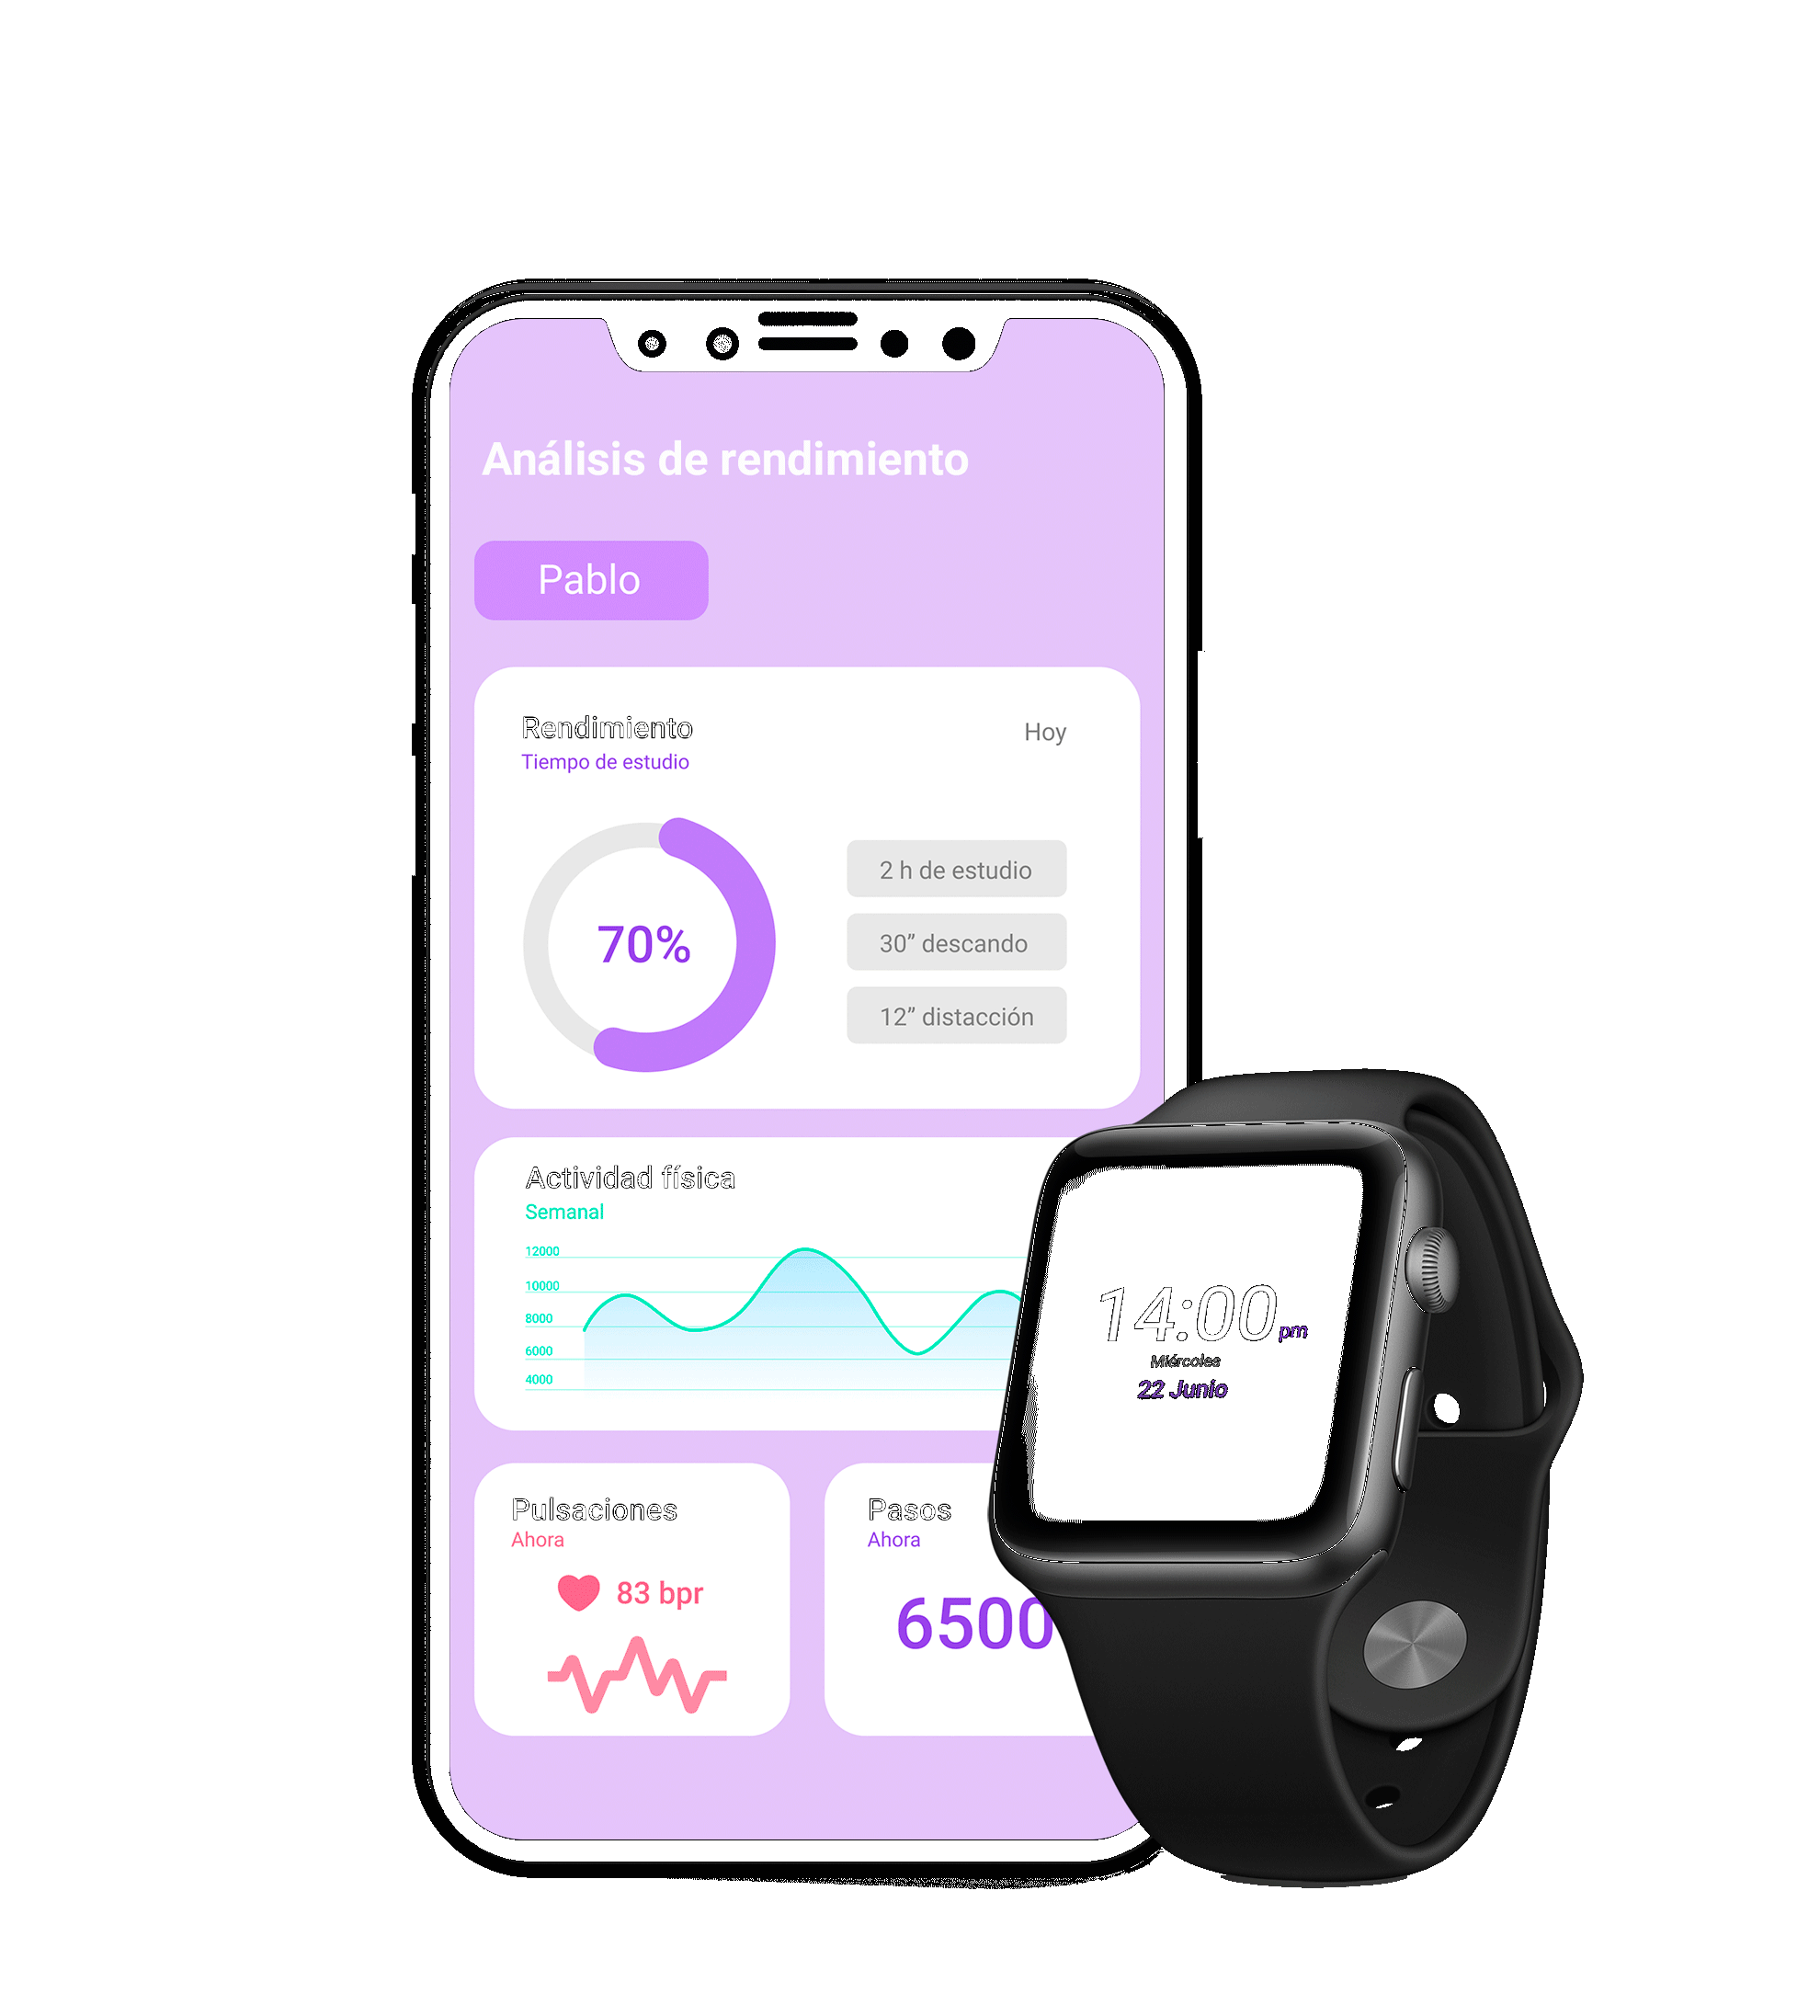 Análisis de rendimiento
Pablo
Rendimiento
Hoy
Tiempo de estudio
70%
2 h de estudio
30” descando
12” distacción
Actividad física
Semanal
12000
10000
8000
6000
4000
14:00 pm
Miércoles
22 Junio
Pulsaciones
Ahora
83 bpr
Pasos
Ahora
6500